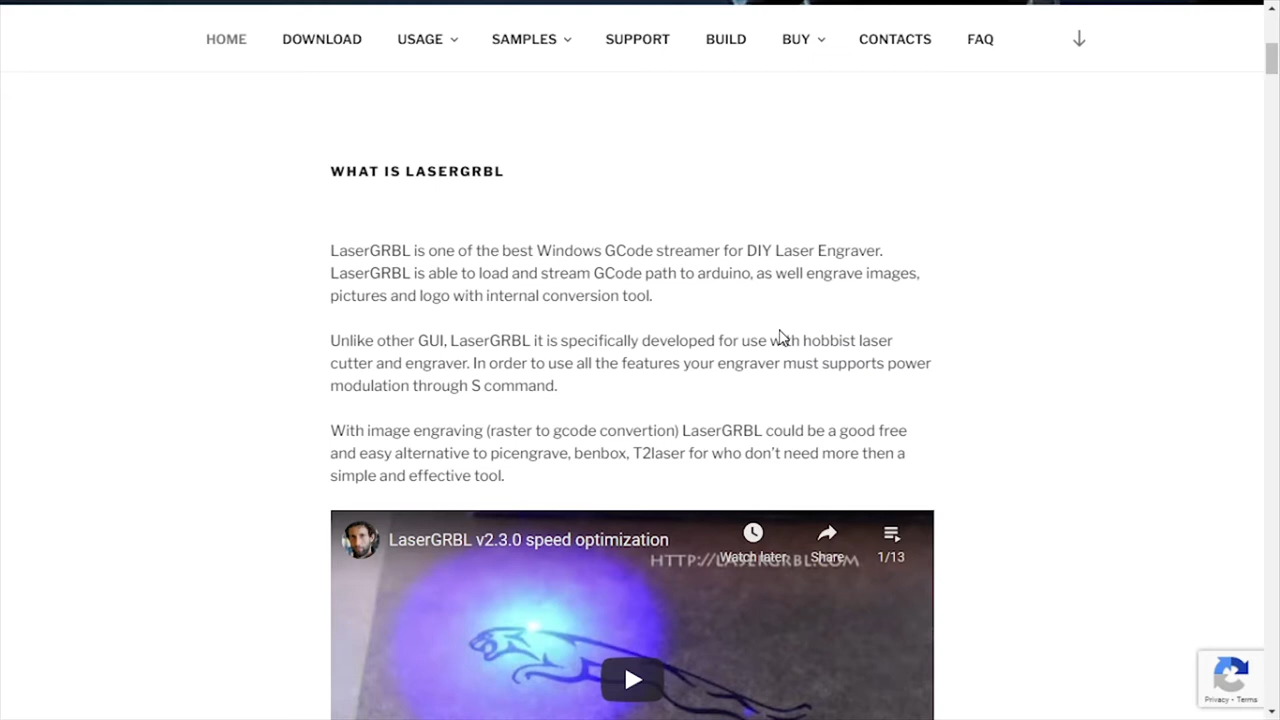 HOME DOWNLOAD USAGE SAMPLES SUPPORT BUILD BUY CONTACTS FAQ
WHAT IS LASERGRBL
LaserGRBL is one of the best Windows GCode streamer for DIY Laser Engraver.
LaserGRBL is able to load and stream GCode path to arduino, as well engrave images,
pictures and logo with internal conversion tool.
Unlike other GUI, LaserGRBL it is specifically developed for use with hobbist laser
cutter and engraver. In order to use all the features your engraver must supports power
modulation through S command.
With image engraving (raster to gcode convertion) LaserGRBL could be a good free
and easy alternative to picengrave, benbox, T2laser for who don't need more then a
simple and effective tool.
LaserGRBL v2.3.0 speed optimization
Watch later Share 1/13
HTTP://LASERGRBL.COM
Privacy - Terms